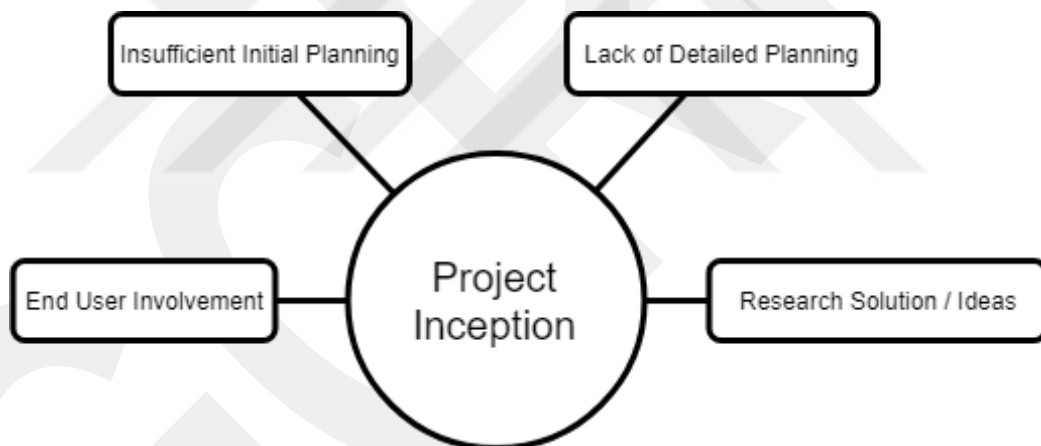 Insufficient Initial Planning
Lack of Detailed Planning
End User Involvement
Project
Inception
Research Solution / Ideas